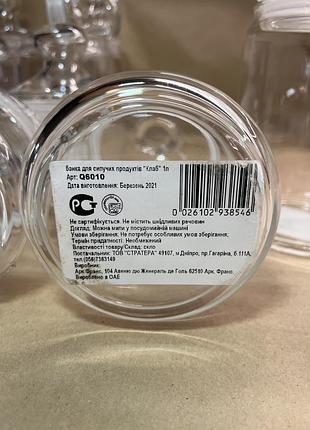 Банка для сипучих продуктів "Клаб" 1л
Арт. Q6010
Дата виготовлення: Березень 2021
0 026102 938546
Не сертифікується. Не містить шкідливих речовин
Догляд: Можна мити у посудомийній машині
Умови зберігання: Не потребує особливих умов зберігання;
Термін придатності: Необмежений
Властивості товару/Склад: скло
Постачальник: ТОВ "СТРАТЕРА" 49107, м Дніпро, пр.Гагаріна, б.111А,
тел. (056)7383149
Виробник:
Арк Франс, 104 Авеню дю Женераль де Голь 62510 Арк, Франс
Вироблено в ОАЕ